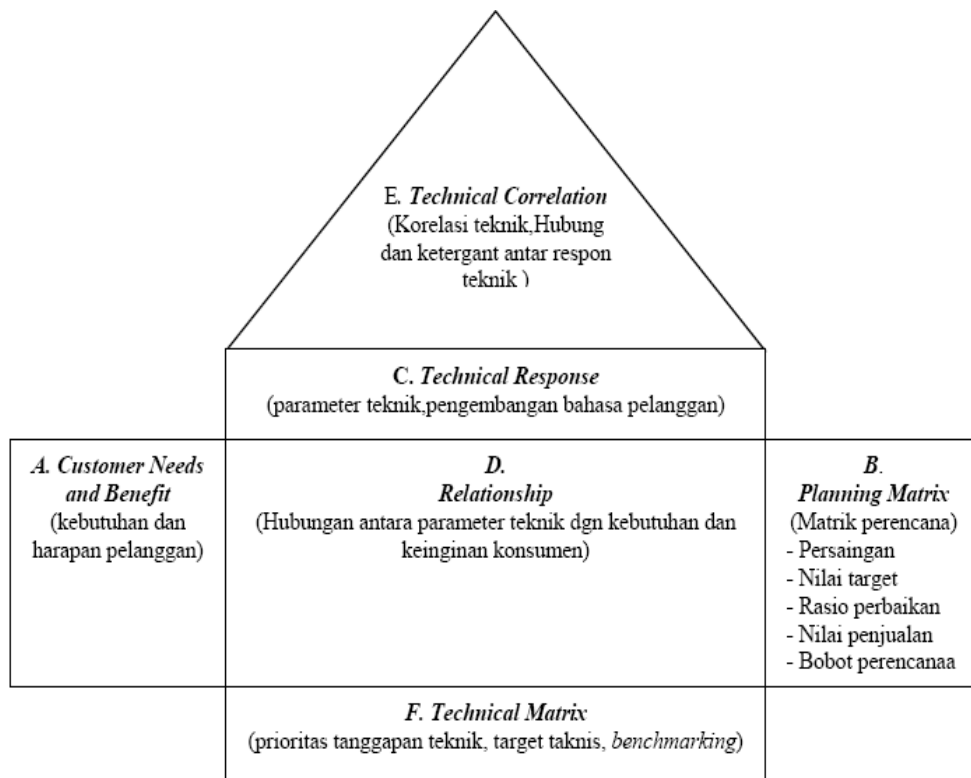 E. Technical Correlation
(Korelasi teknik,Hubung
dan ketergant antar respon
teknik )
C. Technical Response
(parameter teknik,pengembangan bahasa pelanggan)
A. Customer Needs
and Benefit
(kebutuhan dan
harapan pelanggan)
D.
Relationship
(Hubungan antara parameter teknik dgn kebutuhan dan
keinginan konsumen)
B.
Planning Matrix
(Matrik perencana)
- Persaingan
- Nilai target
- Rasio perbaikan
- Nilai penjualan
- Bobot perencanaa
F. Technical Matrix
(prioritas tanggapan teknik, target taknis, benchmarking)